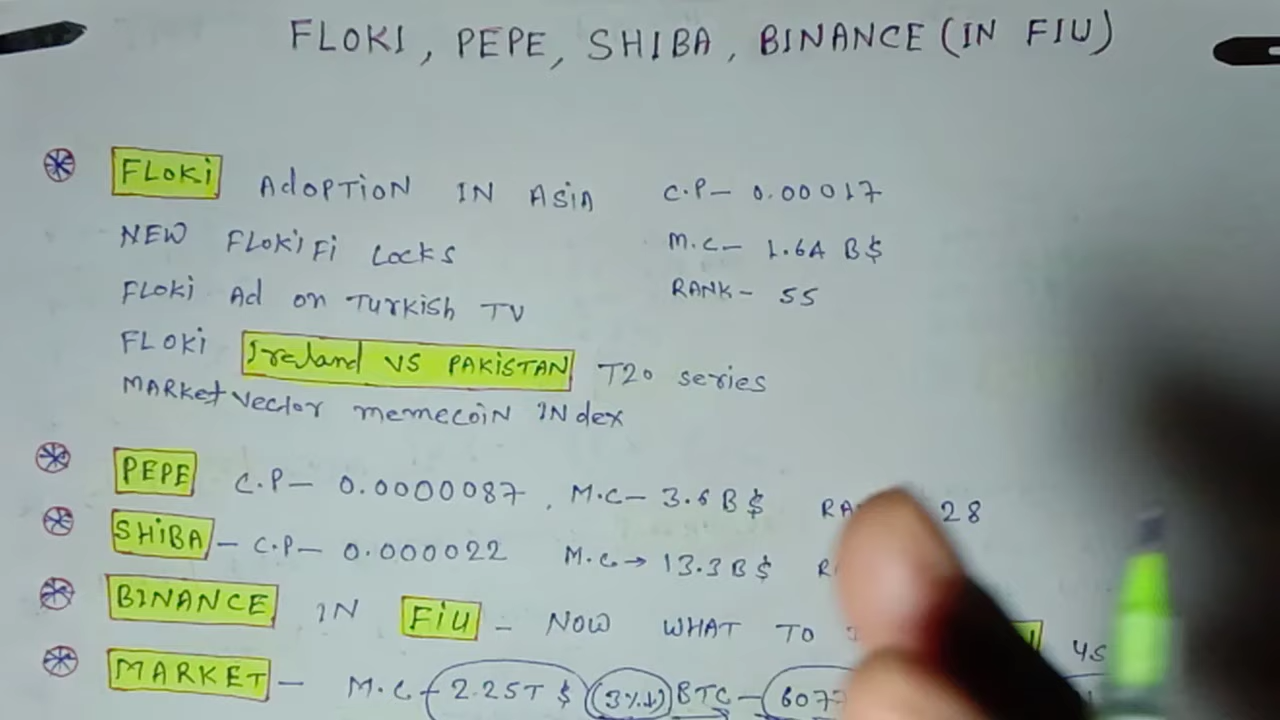 FLOKI, PEPE, SHIBA, BINANCE (IN FIU)
FLOKi AdOPTiON IN ASiA C.P- 0.00017
NEW FLOKiFi LOCKS M.C- 1.64 B$
FLOKi Ad on Turkish TV RANK- 55
FLOKi Ireland VS PAKISTAN T20 series
MARKet Vector memecoiN INdex
PEPE C.P- 0.0000087, M.C- 3.6 B $ 28
SHiBA - C.P- 0.000022 M.C→ 13.3 B $
BINANCE IN FiU - NOW WHAT TO
MARKET - M.C- 2.25T $ (3%↓) BTC-